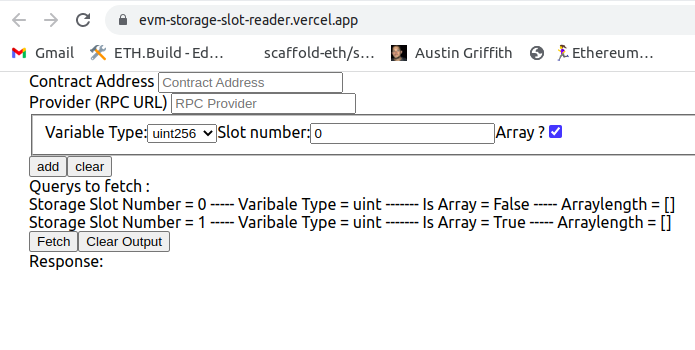 evm-storage-slot-reader.vercel.app
Gmail ETH.Build - Ed… scaffold-eth/s… Austin Griffith Ethereum…
Contract Address Contract Address
Provider (RPC URL) RPC Provider
Variable Type: uint256 Slot number: 0 Array ?
add clear
Querys to fetch :
Storage Slot Number = 0 ----- Varibale Type = uint ------- Is Array = False ----- Arraylength = []
Storage Slot Number = 1 ----- Varibale Type = uint ------- Is Array = True ----- Arraylength = []
Fetch Clear Output
Response: